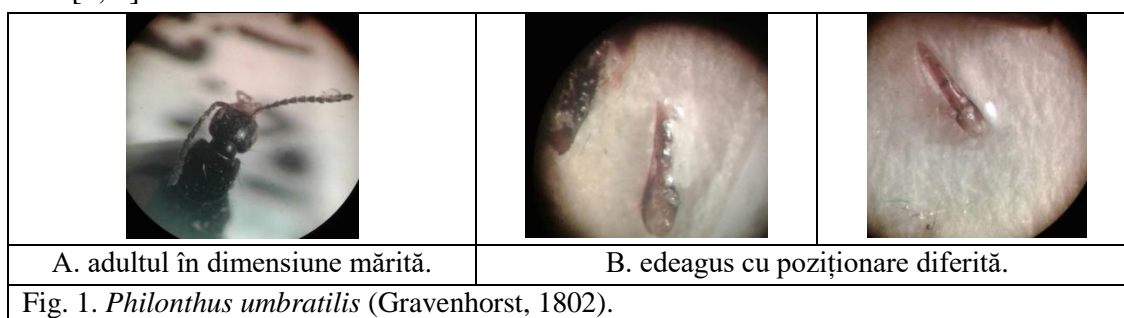 A. adultul în dimensiune mărită.
B. edeagus cu poziționare diferită.
Fig. 1. Philonthus umbratilis (Gravenhorst, 1802).